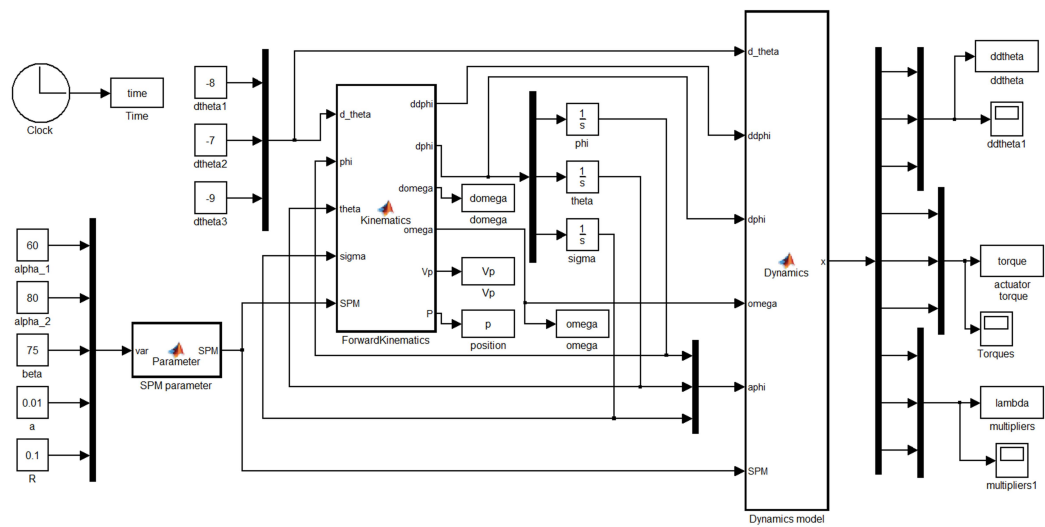 Clock
time
Time
-8
dtheta1
-7
dtheta2
-9
dtheta3
60
alpha_1
80
alpha_2
75
beta
0.01
a
0.1
R
var
Parameter
SPM
SPM parameter
d_theta
phi
theta
sigma
SPM
Kinematics
ddphi
dphi
domega
omega
Vp
P
ForwardKinematics
domega
domega
Vp
Vp
p
position
omega
omega
1
s
phi
1
s
theta
1
s
sigma
d_theta
ddphi
dphi
omega
aphi
SPM
Dynamics
x
Dynamics model
ddtheta
ddtheta
ddtheta1
torque
actuator
torque
Torques
lambda
multipliers
multipliers1